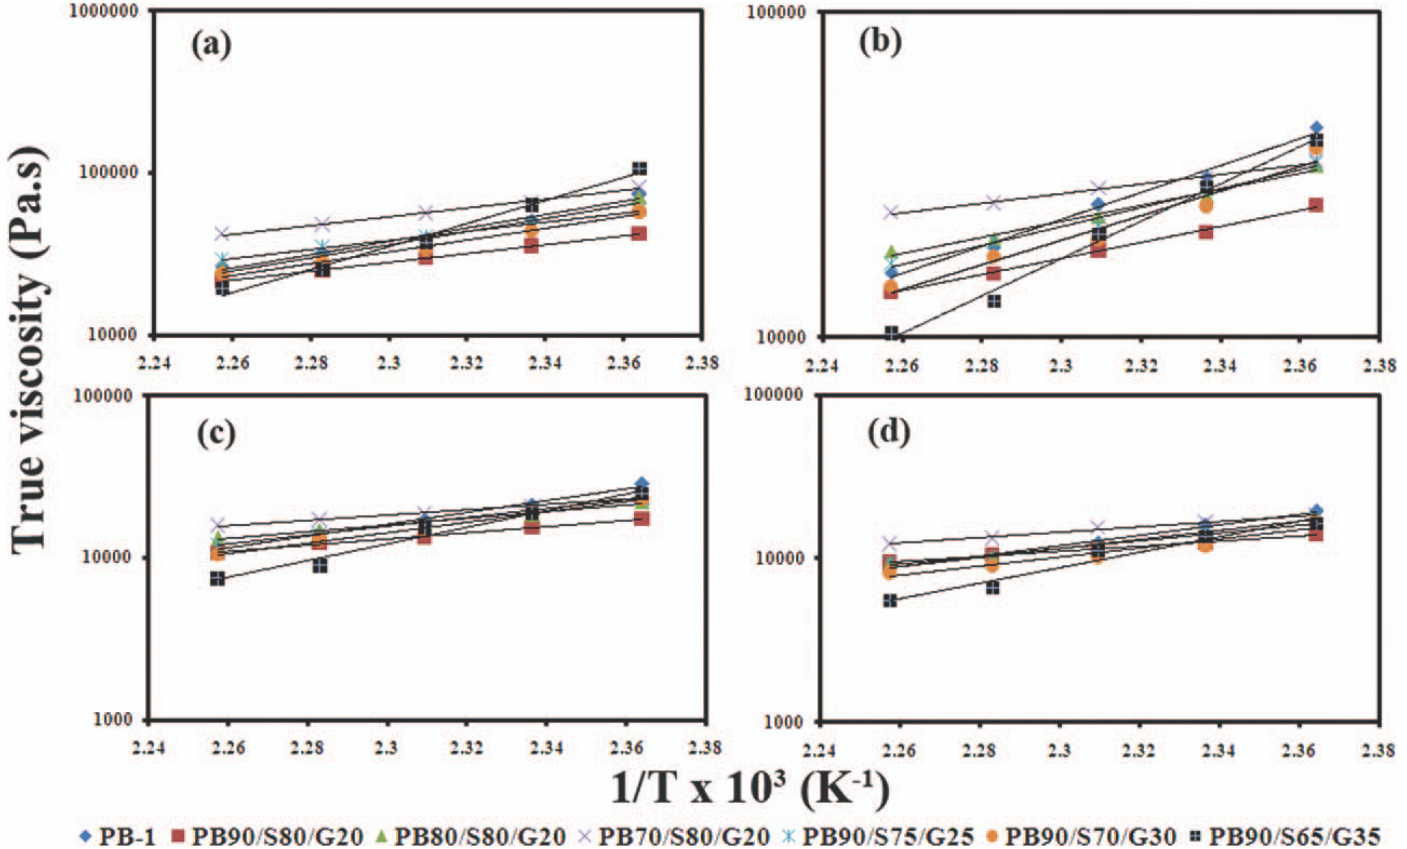 1000000
100000
10000
(a)
2.24 2.26 2.28 2.3 2.32 2.34 2.36 2.38
100000
10000
(b)
2.24 2.26 2.28 2.3 2.32 2.34 2.36 2.38
True viscosity (Pa.s)
100000
10000
1000
(c)
2.24 2.26 2.28 2.3 2.32 2.34 2.36 2.38
100000
10000
1000
(d)
2.24 2.26 2.28 2.3 2.32 2.34 2.36 2.38
1/T x 10³ (K⁻¹)
PB-1 PB90/S80/G20 PB80/S80/G20 PB70/S80/G20 PB90/S75/G25 PB90/S70/G30 PB90/S65/G35